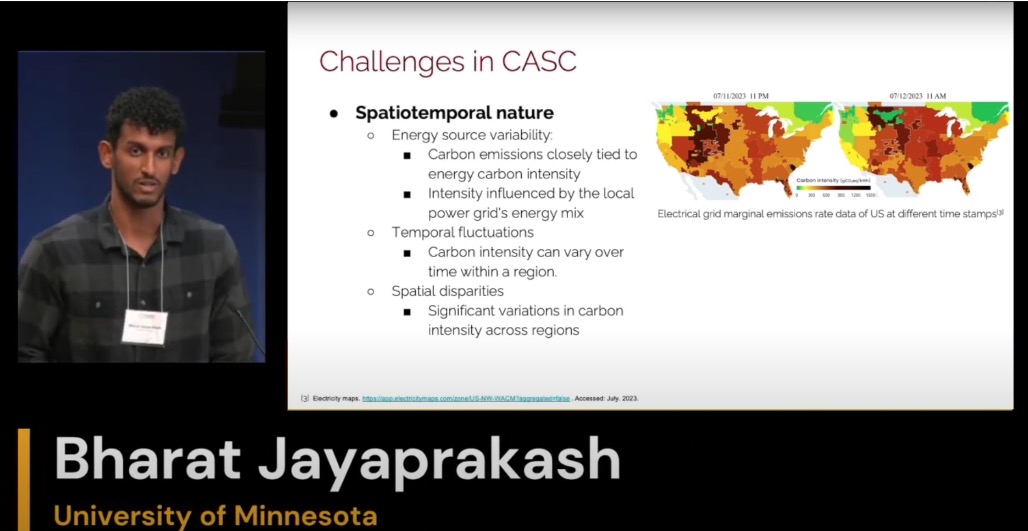 Challenges in CASC
● Spatiotemporal nature
○ Energy source variability:
■ Carbon emissions closely tied to
energy carbon intensity
■ Intensity influenced by the local
power grid's energy mix
○ Temporal fluctuations
■ Carbon intensity can vary over
time within a region.
○ Spatial disparities
■ Significant variations in carbon
intensity across regions
07/11/2023 11 PM
07/12/2023 11 AM
Carbon Intensity (gCO₂eq/kWh)
0 300 600 900 1200 1500
Electrical grid marginal emissions rate data of US at different time stamps[3]
[3] Electricity maps. https://app.electricitymaps.com/zone/US-NW-WACM?aggregated=false . Accessed: July, 2023.
Bharat Jayaprakash
University of Minnesota